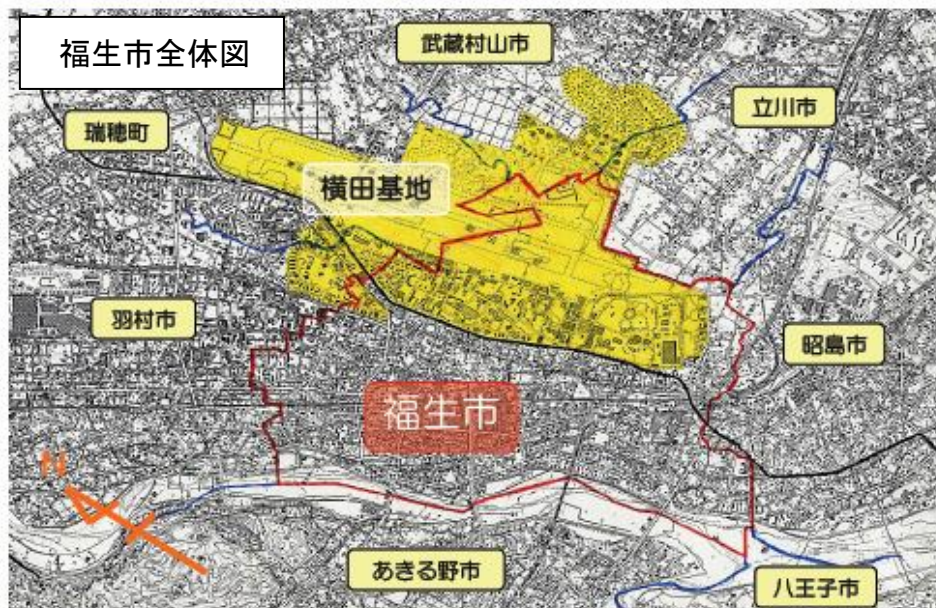 福生市全体図
武蔵村山市
立川市
瑞穂町
横田基地
羽村市
昭島市
福生市
N
あきる野市
八王子市